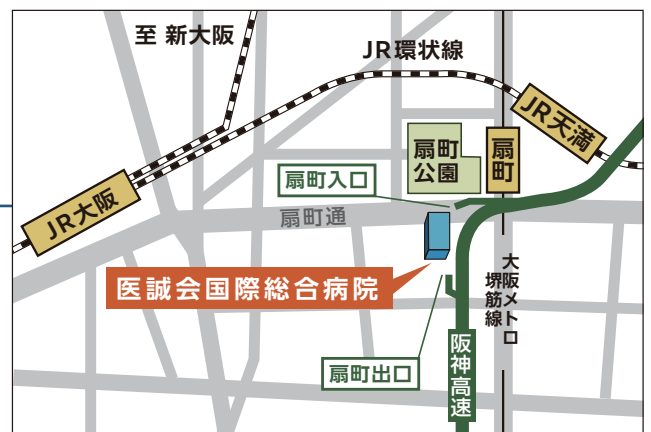 至 新大阪
JR環状線
JR天満
扇町
公園
扇町
扇町入口
JR大阪
扇町通
医誠会国際総合病院
大阪メトロ
堺筋線
扇町出口
阪神高速